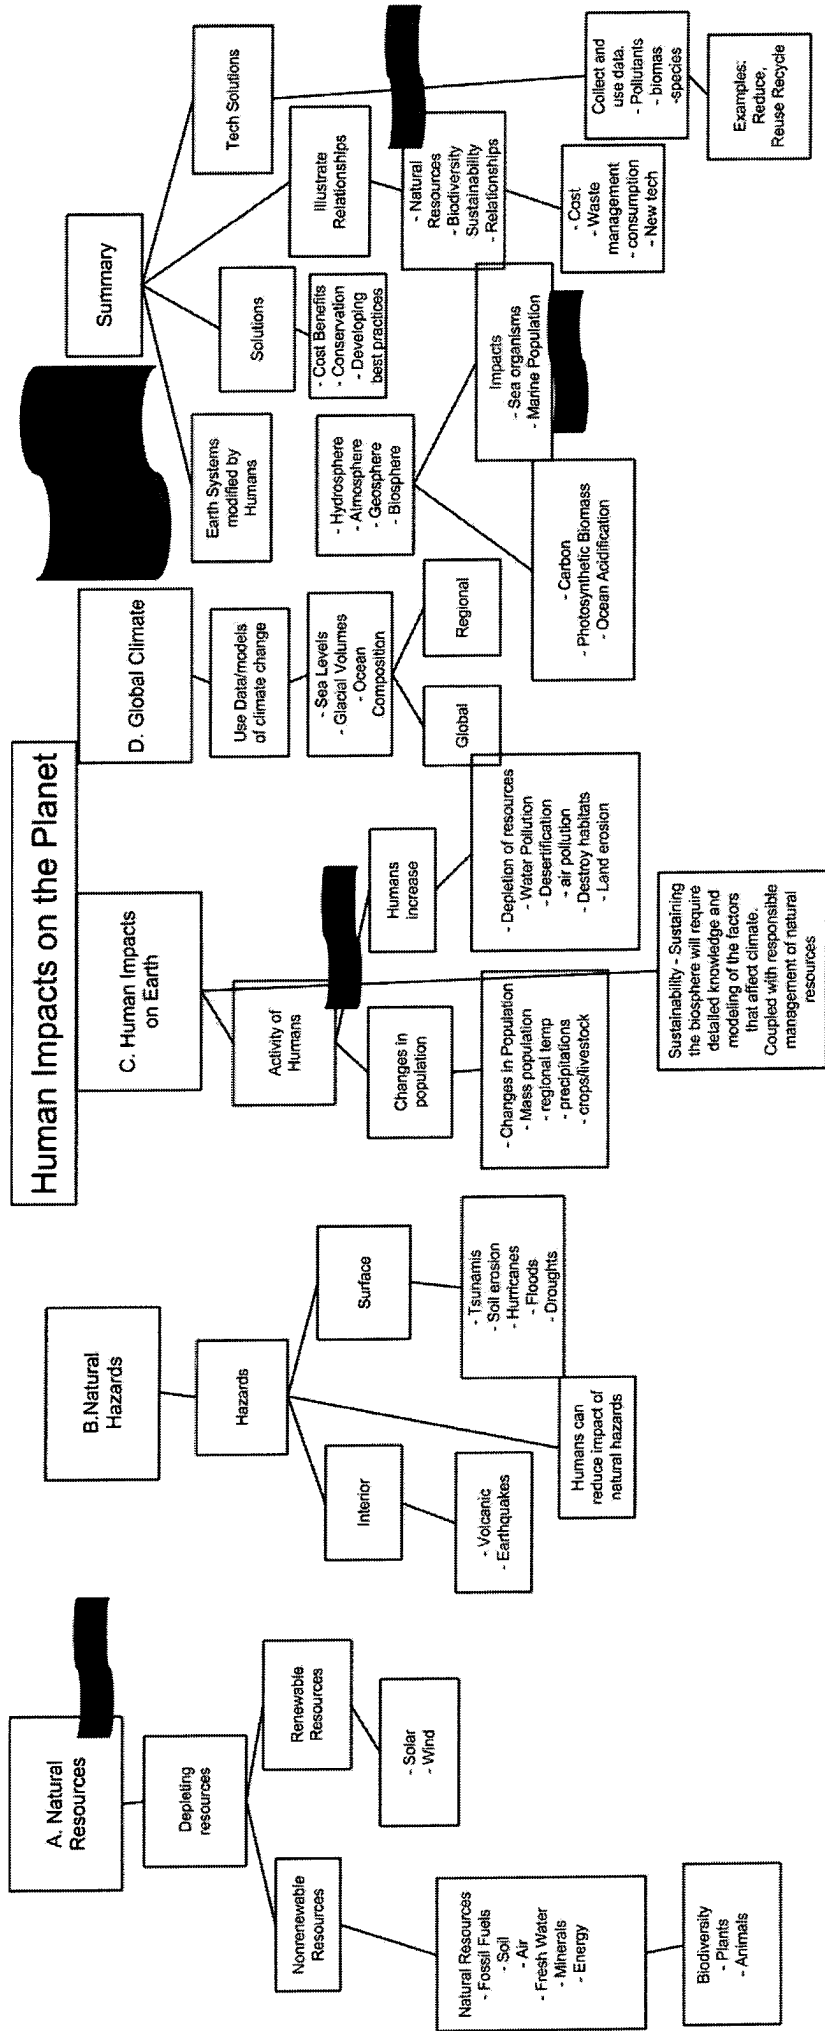 Human Impacts on the Planet
A. Natural
Resources
Depleting
resources
Nonrenewable
Resources
Renewable
Resources
Natural Resources
- Fossil Fuels
- Soil
- Air
- Fresh Water
- Minerals
- Energy
- Solar
- Wind
Biodiversity
- Plants
- Animals
B.Natural
Hazards
Hazards
Interior
Surface
- Volcanic
- Earthquakes
- Tsunamis
- Soil erosion
- Hurricanes
- Floods
- Droughts
Humans can
reduce impact of
natural hazards
C. Human Impacts
on Earth
Activity of
Humans
Changes in
population
Humans
increase
- Changes in Population
- Mass population
- regional temp
- precipitations
- crops/livestock
- Depletion of resources
- Water Pollution
- Desertification
- air pollution
- Destroy habitats
- Land erosion
Sustainability - Sustaining
the biosphere will require
detailed knowledge and
modeling of the factors
that affect climate.
Coupled with responsible
management of natural
resources
D. Global Climate
Use Data/models
of climate change
- Sea Levels
- Glacial Volumes
- Ocean
Composition
Global
Regional
Summary
Earth Systems
modified by
Humans
Solutions
Illustrate
Relationships
Tech Solutions
- Hydrosphere
- Atmosphere
- Geosphere
- Biosphere
- Cost Benefits
- Conservation
- Developing
best practices
- Natural
Resources
- Biodiversity
Sustainability
- Relationships
- Carbon
- Photosynthetic Biomass
- Ocean Acidification
Impacts
- Sea organisms
- Marine Population
- Cost
- Waste
management
- consumption
- New tech
Collect and
use data.
- Pollutants
- biomas
-species
Examples:
Reduce,
Reuse Recycle